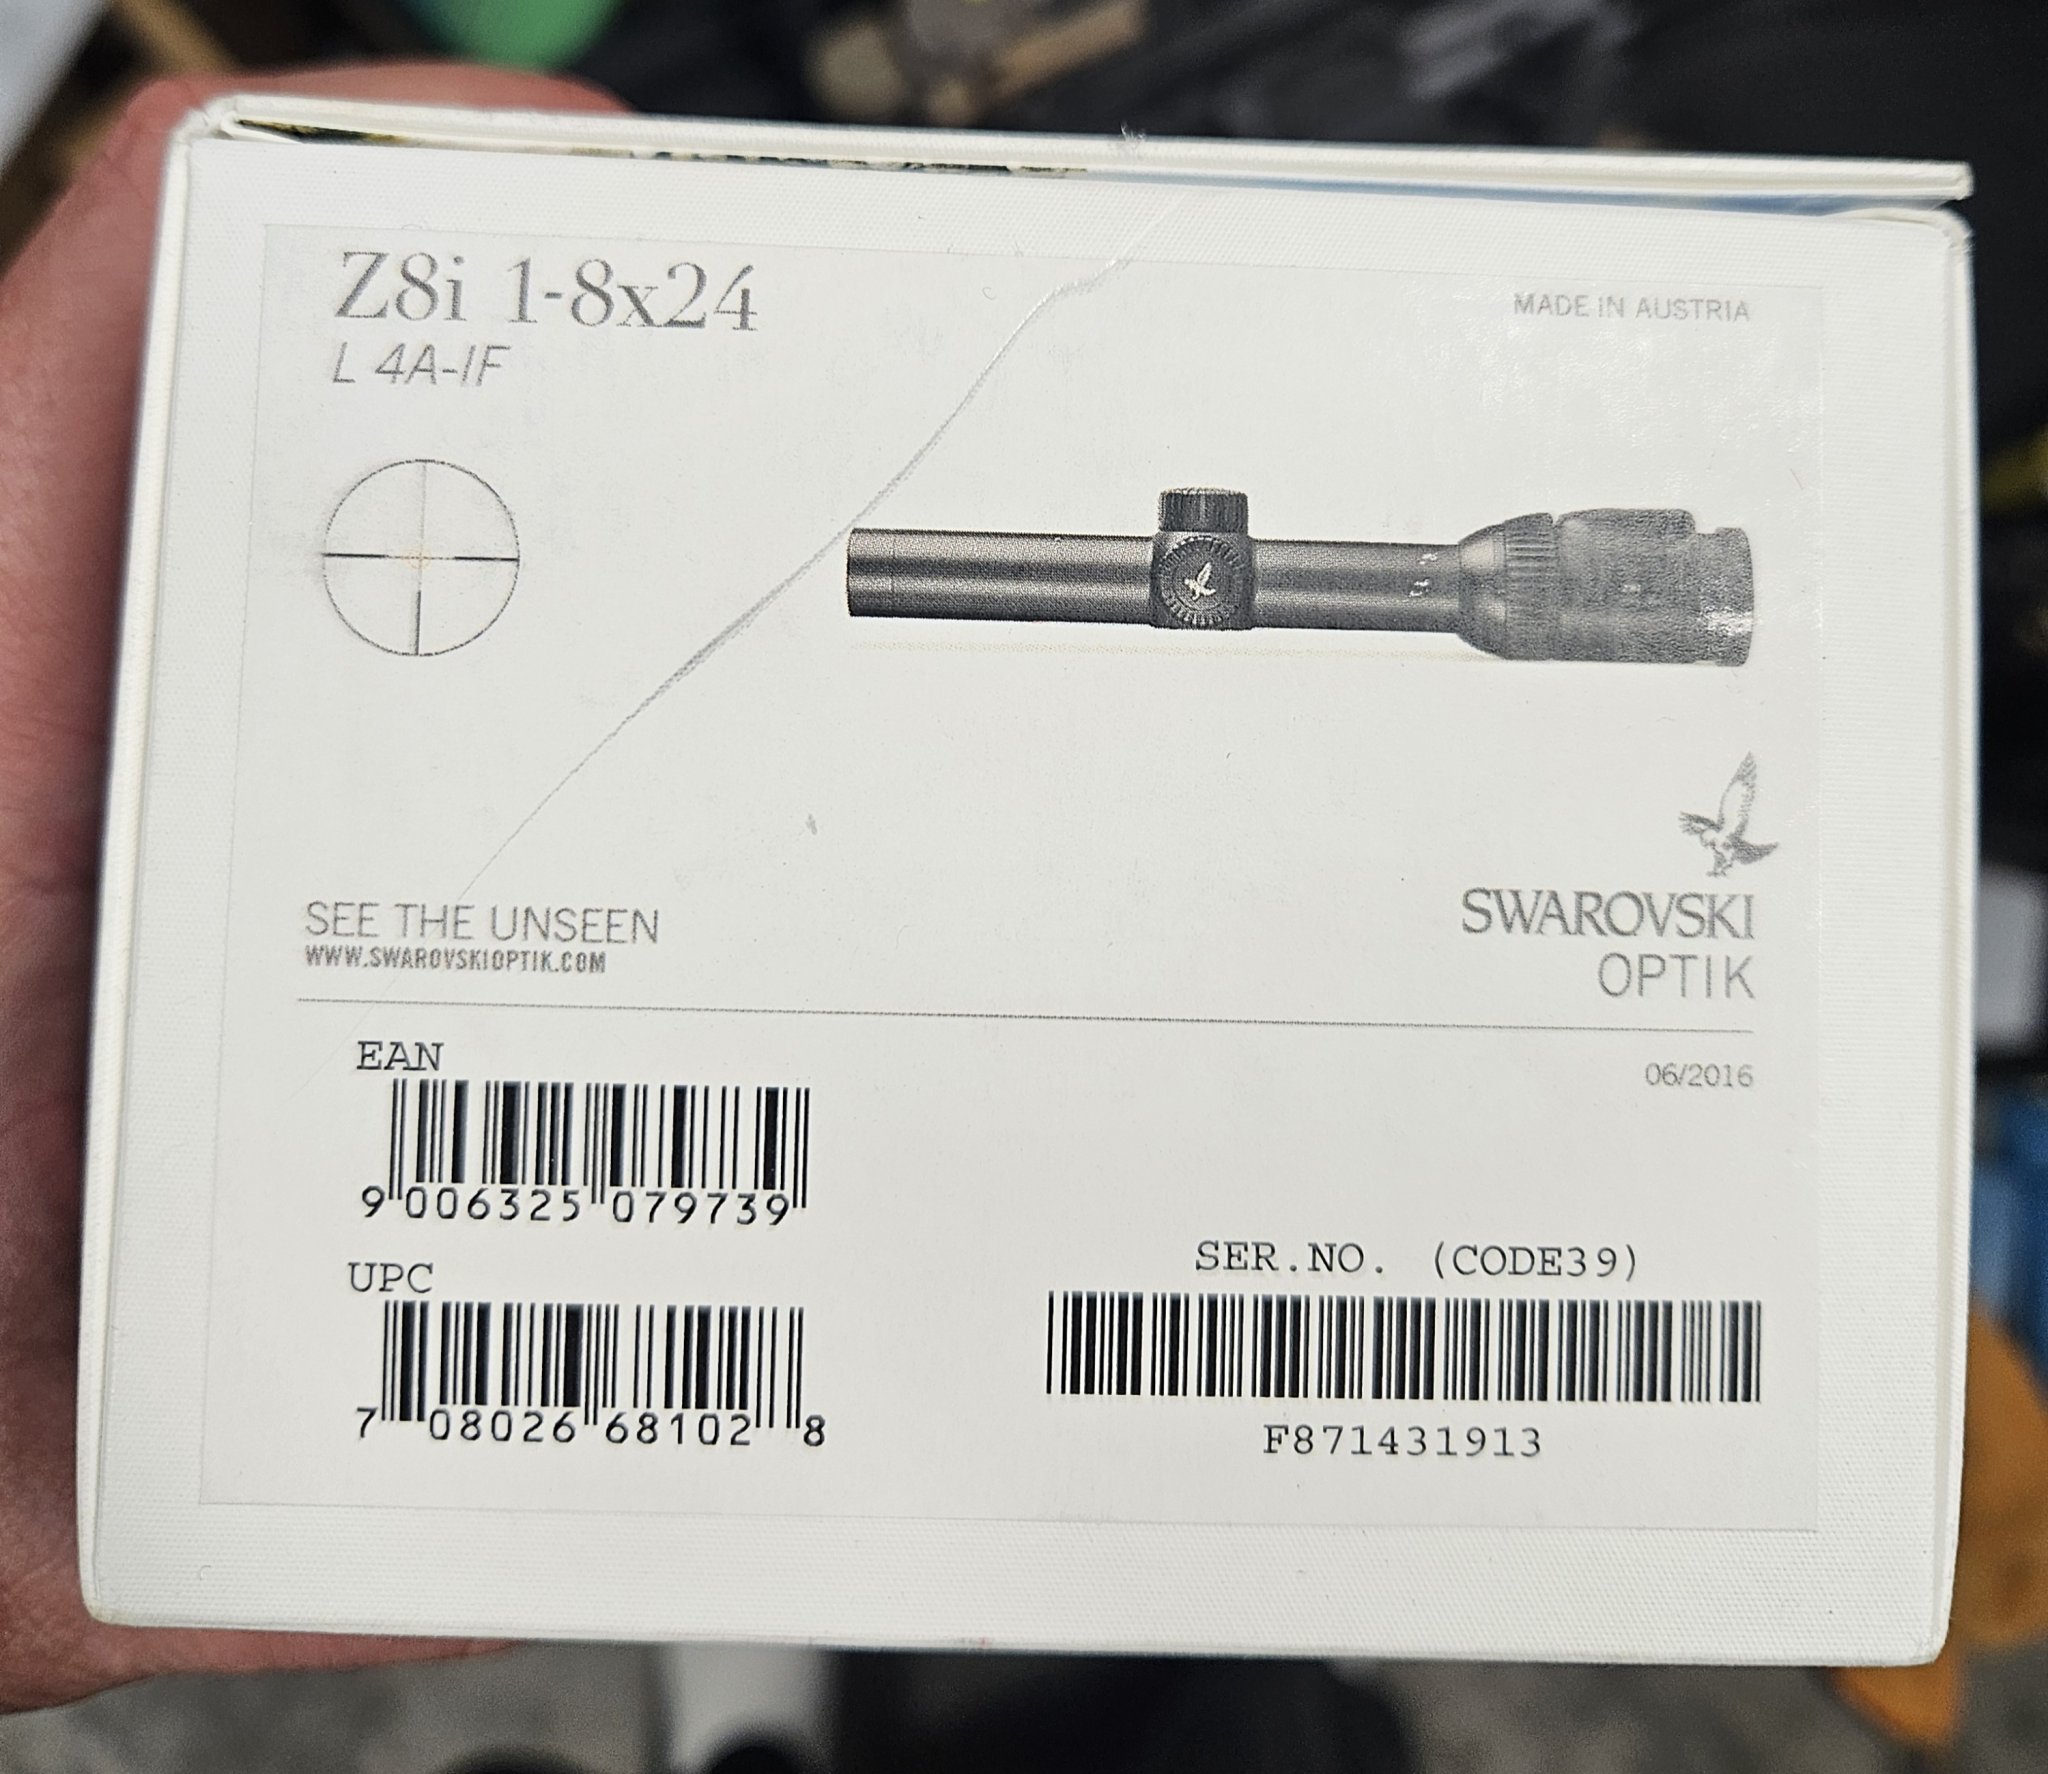 Z8i 1-8x24
L 4A-IF
MADE IN AUSTRIA
SEE THE UNSEEN
WWW.SWAROVSKIOPTIK.COM
SWAROVSKI
OPTIK
EAN
06/2016
9 006325 079739
UPC
7 08026 68102 8
SER.NO. (CODE39)
F871431913